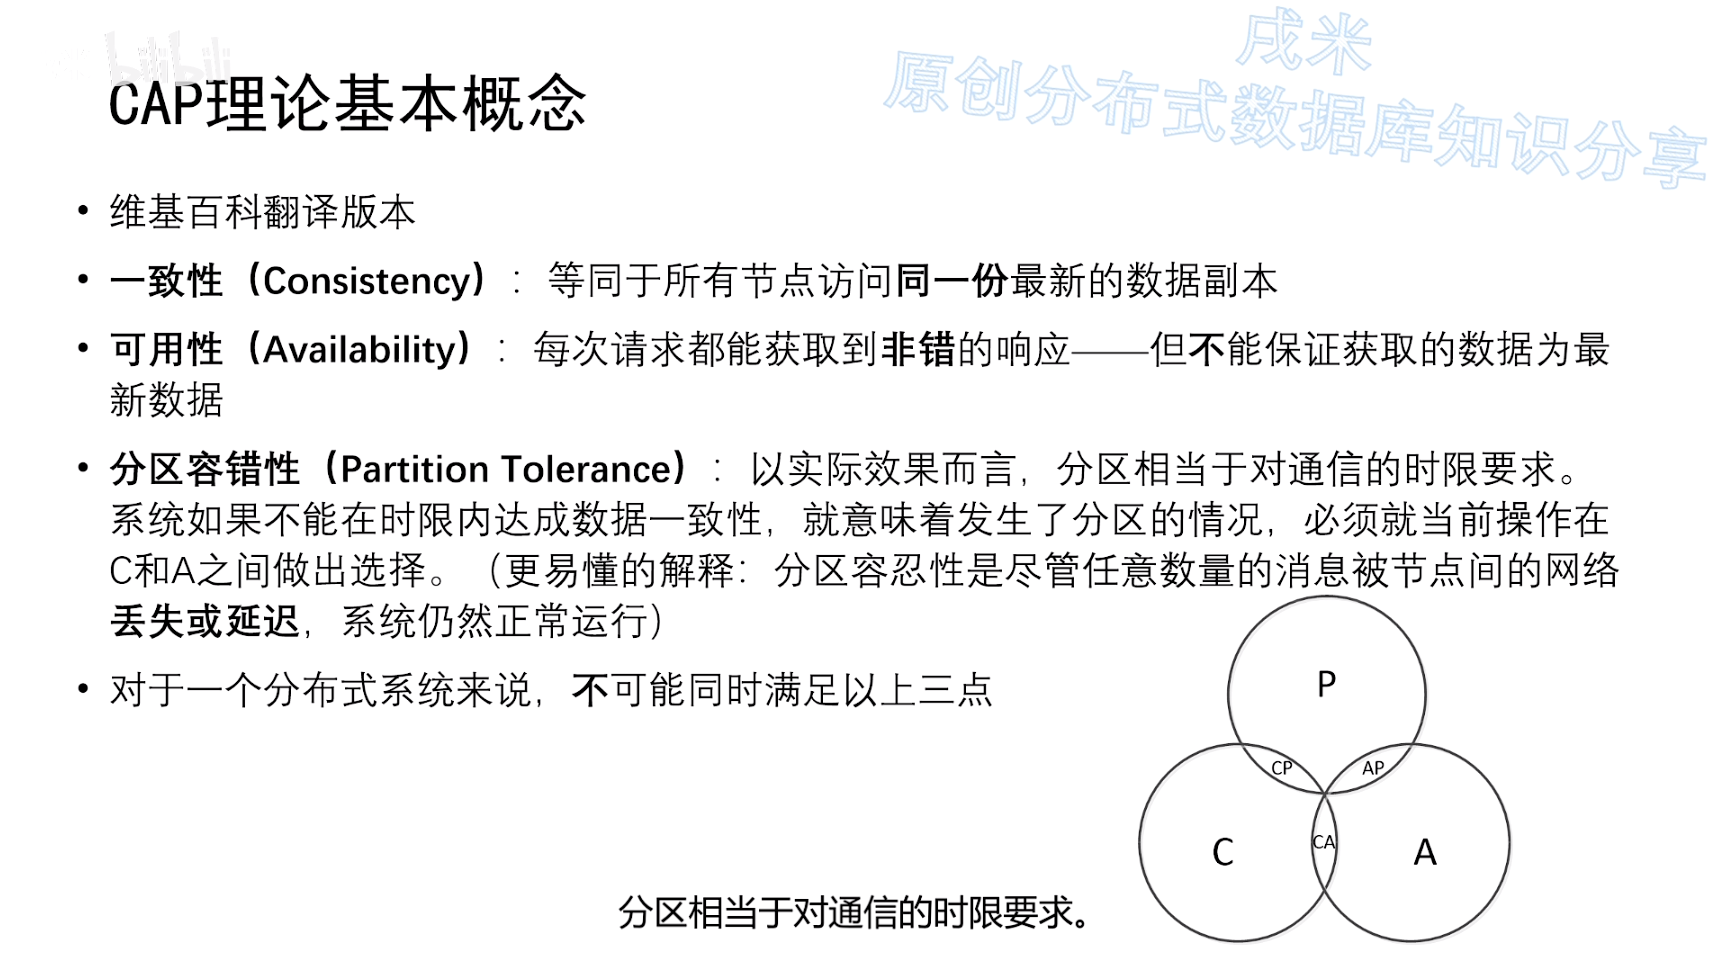 bilibili
戌米
原创分布式数据库知识分享
CAP理论基本概念
• 维基百科翻译版本
• 一致性（Consistency）：等同于所有节点访问同一份最新的数据副本
• 可用性（Availability）：每次请求都能获取到非错的响应——但不能保证获取的数据为最
新数据
• 分区容错性（Partition Tolerance）：以实际效果而言，分区相当于对通信的时限要求。
系统如果不能在时限内达成数据一致性，就意味着发生了分区的情况，必须就当前操作在
C和A之间做出选择。（更易懂的解释：分区容忍性是尽管任意数量的消息被节点间的网络
丢失或延迟，系统仍然正常运行）
• 对于一个分布式系统来说，不可能同时满足以上三点
P
CP
AP
C
CA
A
分区相当于对通信的时限要求。